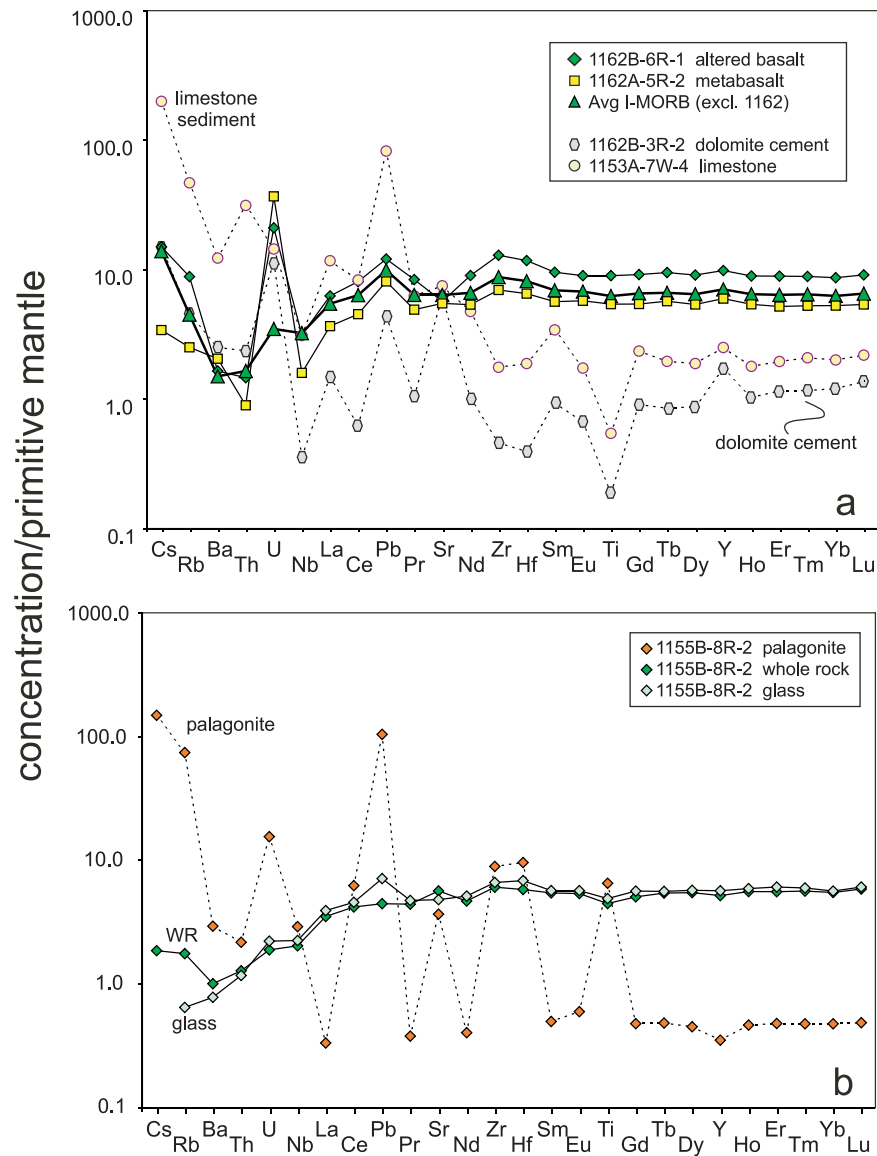 concentration/primitive mantle
1000.0
100.0
10.0
1.0
0.1
1162B-6R-1 altered basalt
1162A-5R-2 metabasalt
Avg I-MORB (excl. 1162)
1162B-3R-2 dolomite cement
1153A-7W-4 limestone
limestone
sediment
dolomite cement
a
Cs Rb Ba Th U Nb La Ce Pb Pr Sr Nd Zr Hf Sm Eu Ti Gd Tb Dy Y Ho Er Tm Yb Lu
1000.0
100.0
10.0
1.0
0.1
1155B-8R-2 palagonite
1155B-8R-2 whole rock
1155B-8R-2 glass
palagonite
WR
glass
b
Cs Rb Ba Th U Nb La Ce Pb Pr Sr Nd Zr Hf Sm Eu Ti Gd Tb Dy Y Ho Er Tm Yb Lu